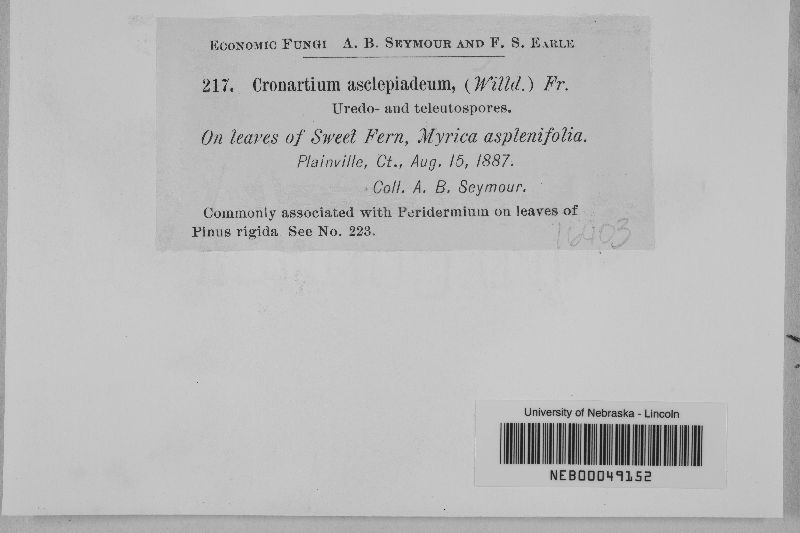 ECONOMIC FUNGI A. B. SEYMOUR AND F. S. EARLE
217. Cronartium asclepiadeum, (Willd.) Fr.
Uredo- and teleutospores.
On leaves of Sweet Fern, Myrica asplenifolia.
Plainville, Ct., Aug. 15, 1887.
Coll. A. B. Seymour.
Commonly associated with Peridermium on leaves of
Pinus rigida See No. 223.
16403
University of Nebraska - Lincoln
NEB00049152